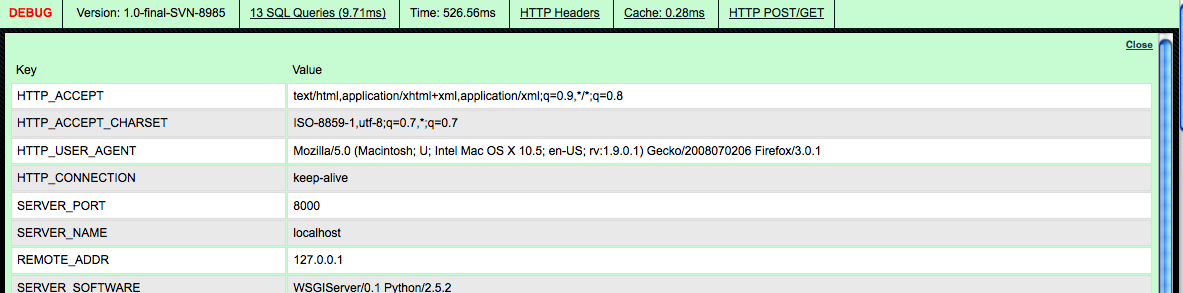 DEBUG Version: 1.0-final-SVN-8985 13 SQL Queries (9.71ms) Time: 526.56ms HTTP Headers Cache: 0.28ms HTTP POST/GET
Close
Key Value
HTTP_ACCEPT text/html,application/xhtml+xml,application/xml;q=0.9,*/*;q=0.8
HTTP_ACCEPT_CHARSET ISO-8859-1,utf-8;q=0.7,*;q=0.7
HTTP_USER_AGENT Mozilla/5.0 (Macintosh; U; Intel Mac OS X 10.5; en-US; rv:1.9.0.1) Gecko/2008070206 Firefox/3.0.1
HTTP_CONNECTION keep-alive
SERVER_PORT 8000
SERVER_NAME localhost
REMOTE_ADDR 127.0.0.1
SERVER_SOFTWARE WSGIServer/0.1 Python/2.5.2